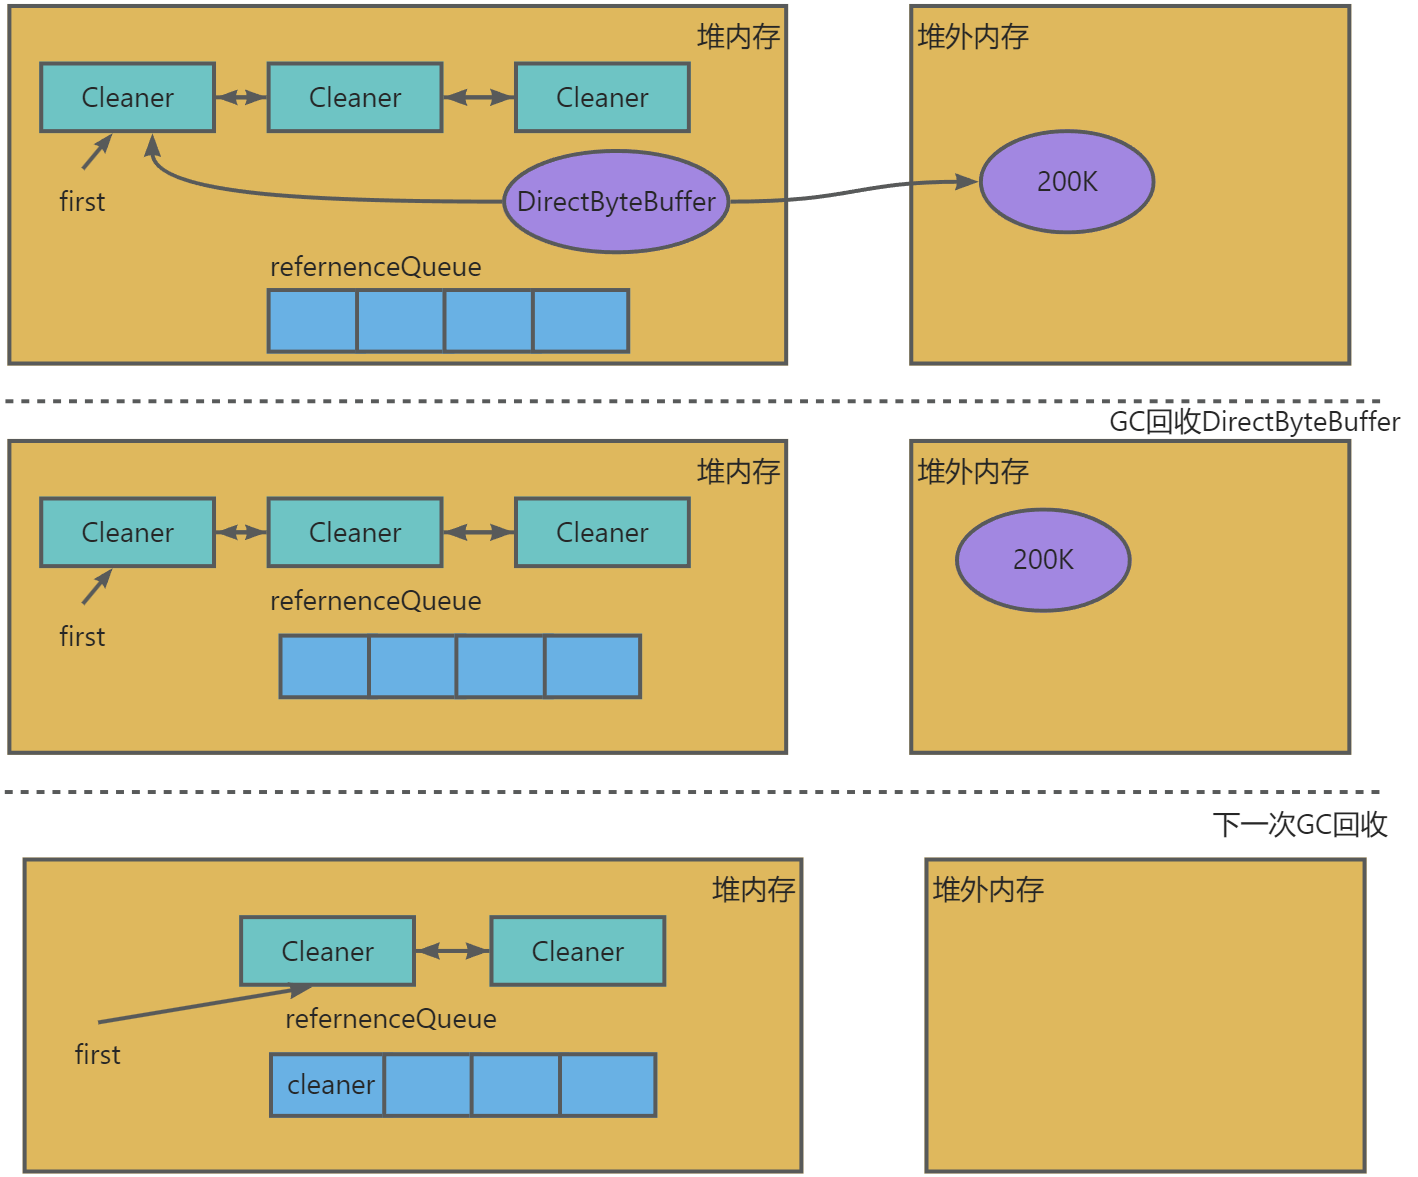 堆内存
堆外内存
Cleaner
Cleaner
Cleaner
first
DirectByteBuffer
200K
refernenceQueue
GC回收DirectByteBuffer
堆内存
堆外内存
Cleaner
Cleaner
Cleaner
200K
first
refernenceQueue
下一次GC回收
堆内存
堆外内存
Cleaner
Cleaner
first
refernenceQueue
cleaner